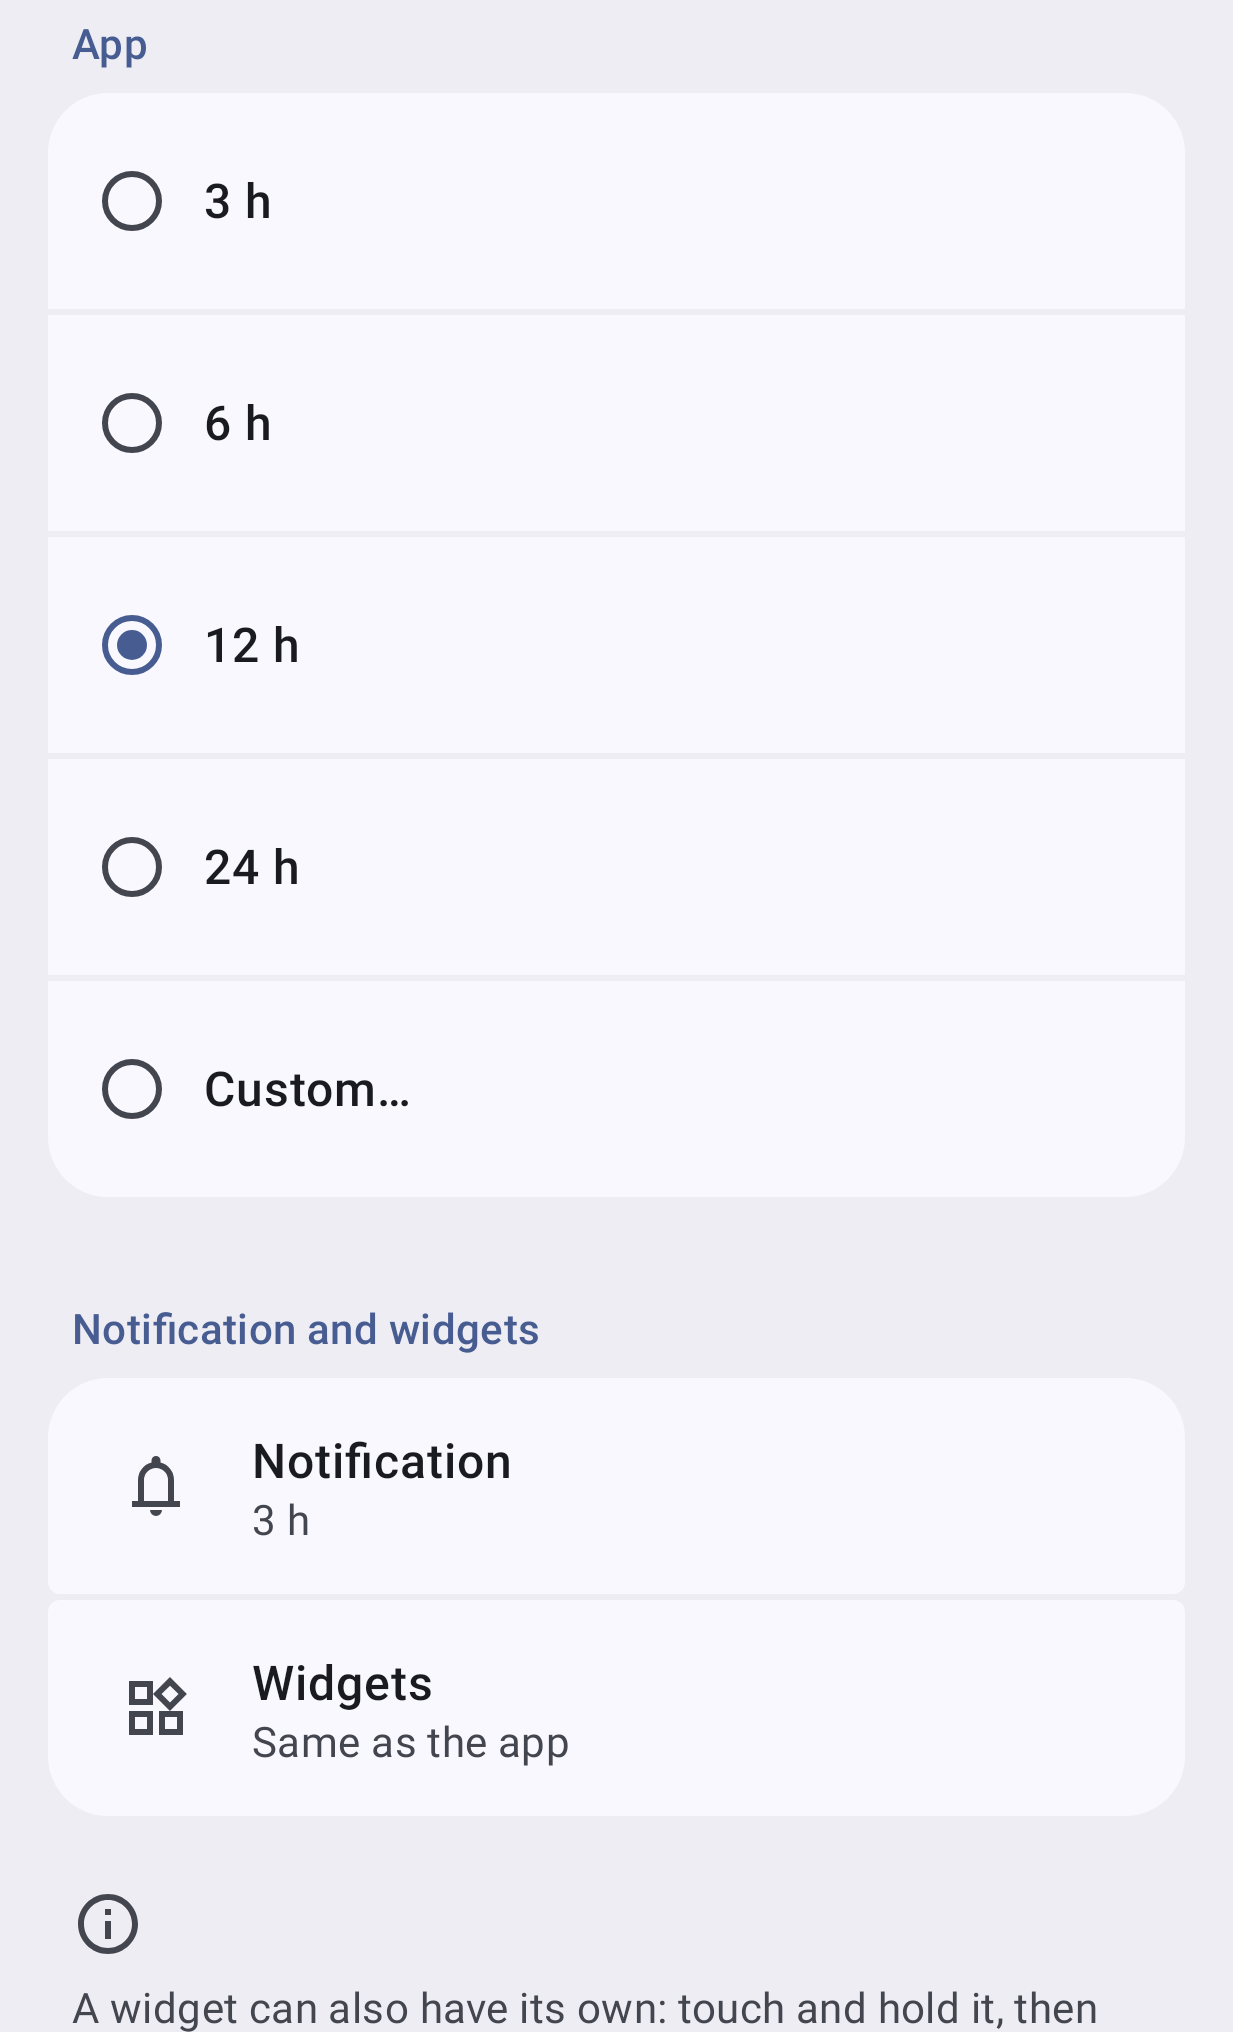 App
3 h
6 h
12 h
24 h
Custom...
Notification and widgets
Notification
3 h
Widgets
Same as the app
A widget can also have its own: touch and hold it, then